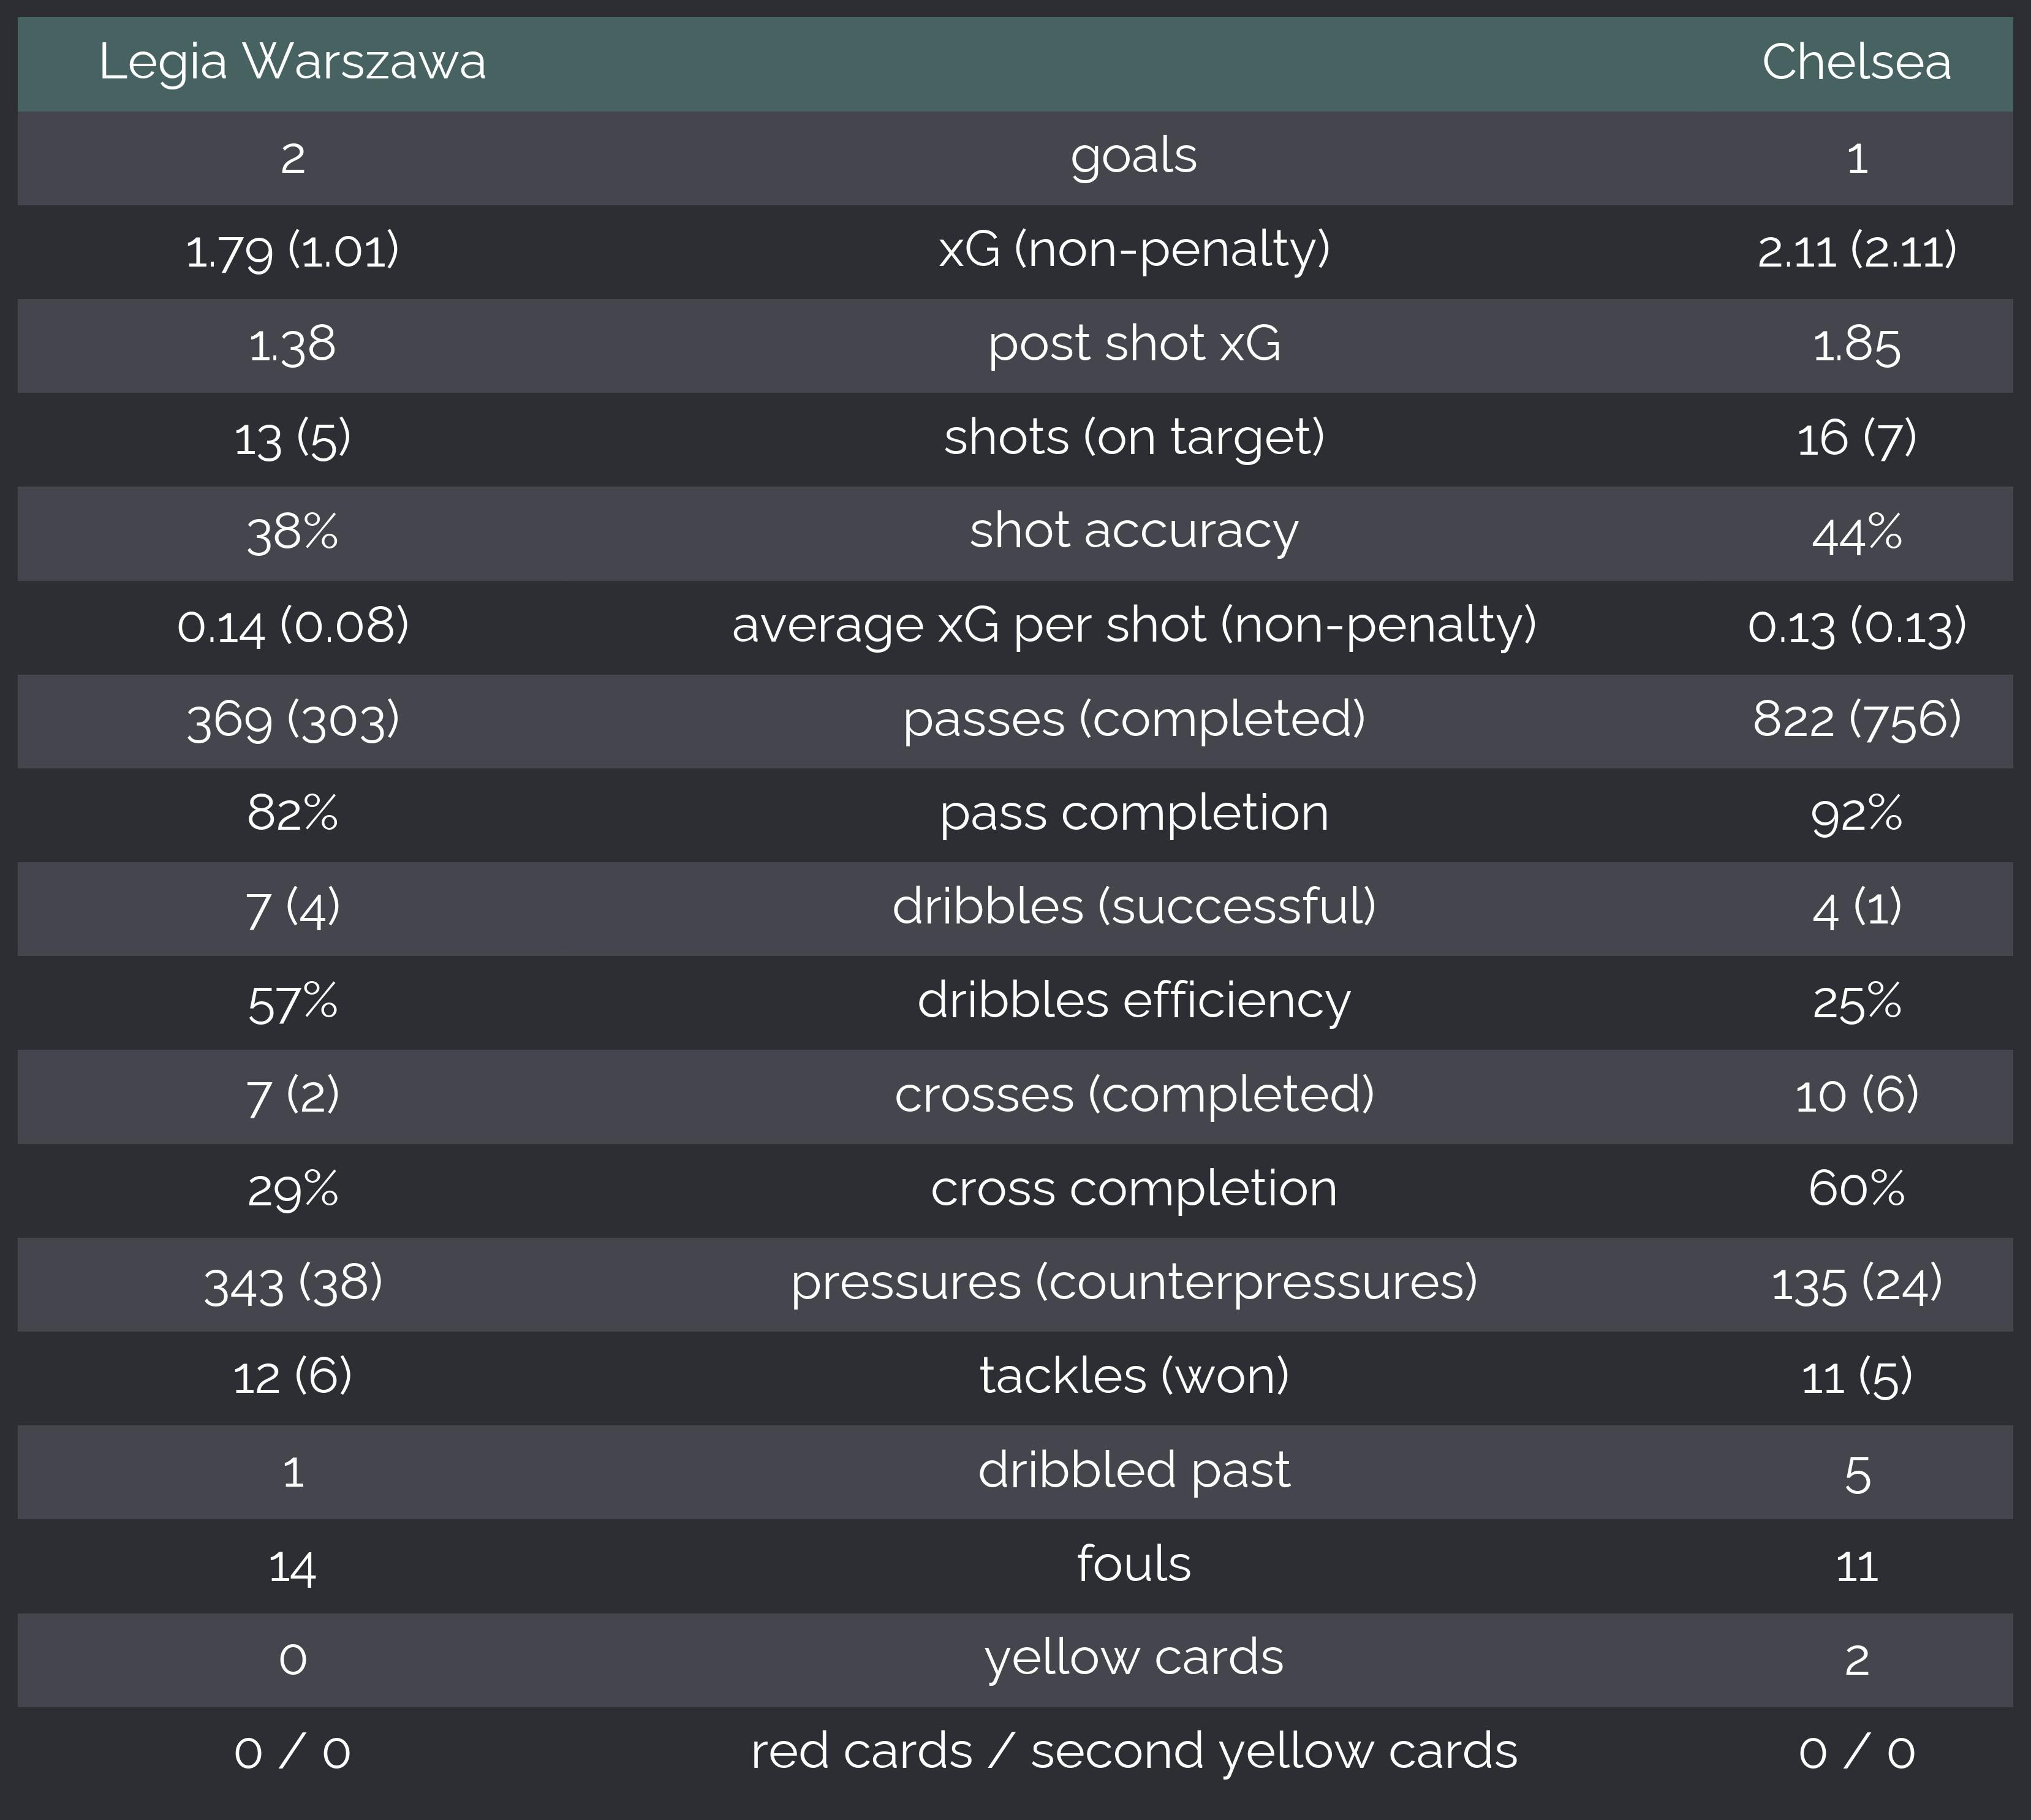 Legia Warszawa Chelsea
2 goals 1
1.79 (1.01) xG (non-penalty) 2.11 (2.11)
1.38 post shot xG 1.85
13 (5) shots (on target) 16 (7)
38% shot accuracy 44%
0.14 (0.08) average xG per shot (non-penalty) 0.13 (0.13)
369 (303) passes (completed) 822 (756)
82% pass completion 92%
7 (4) dribbles (successful) 4 (1)
57% dribbles efficiency 25%
7 (2) crosses (completed) 10 (6)
29% cross completion 60%
343 (38) pressures (counterpressures) 135 (24)
12 (6) tackles (won) 11 (5)
1 dribbled past 5
14 fouls 11
0 yellow cards 2
0 / 0 red cards / second yellow cards 0 / 0